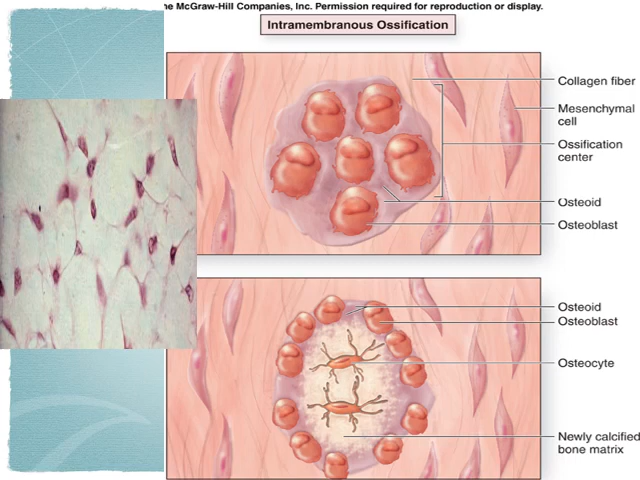 he McGraw-Hill Companies, Inc. Permission required for reproduction or display.
Intramembranous Ossification
Collagen fiber
Mesenchymal
cell
Ossification
center
Osteoid
Osteoblast
Osteoid
Osteoblast
Osteocyte
Newly calcified
bone matrix